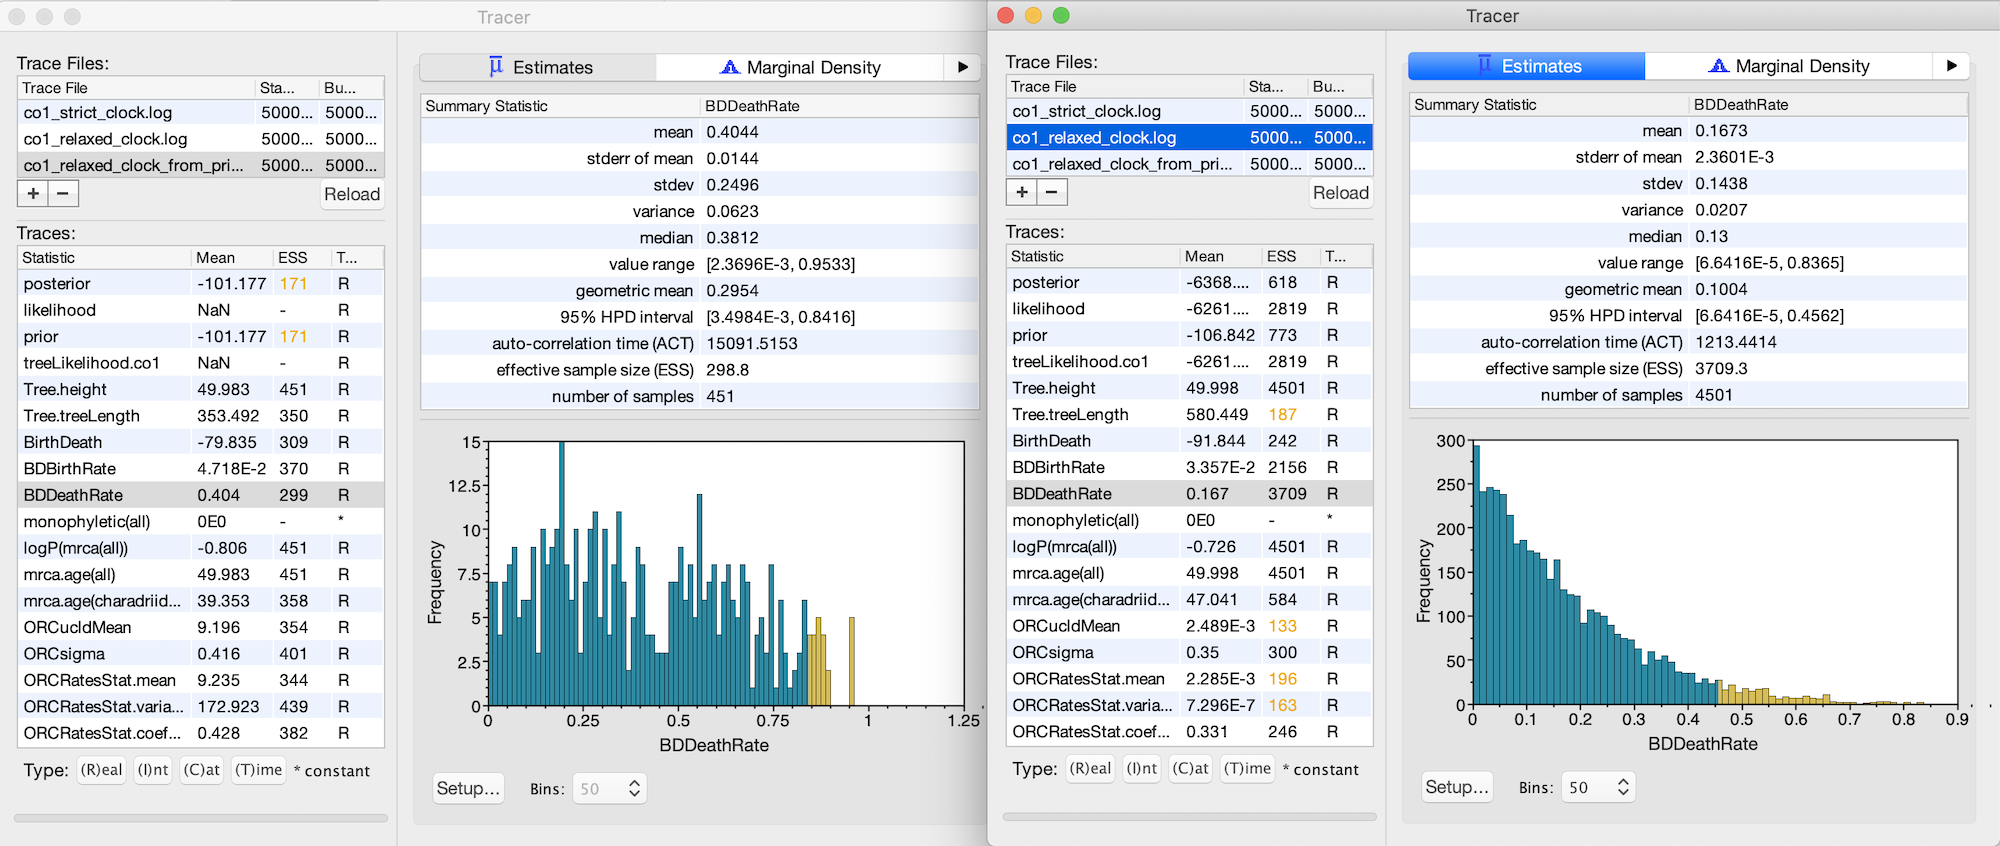 Tracer
Trace Files:
Trace File Sta... Bu...
co1_strict_clock.log 5000... 5000...
co1_relaxed_clock.log 5000... 5000...
co1_relaxed_clock_from_pri... 5000... 5000...
+ − Reload
Traces:
Statistic Mean ESS T...
posterior -101.177 171 R
likelihood NaN - R
prior -101.177 171 R
treeLikelihood.co1 NaN - R
Tree.height 49.983 451 R
Tree.treeLength 353.492 350 R
BirthDeath -79.835 309 R
BDBirthRate 4.718E-2 370 R
BDDeathRate 0.404 299 R
monophyletic(all) 0E0 - *
logP(mrca(all)) -0.806 451 R
mrca.age(all) 49.983 451 R
mrca.age(charadriid... 39.353 358 R
ORCucldMean 9.196 354 R
ORCsigma 0.416 401 R
ORCRatesStat.mean 9.235 344 R
ORCRatesStat.varia... 172.923 439 R
ORCRatesStat.coef... 0.428 382 R
Type: (R)eal (I)nt (C)at (T)ime * constant
Estimates Marginal Density
Summary Statistic BDDeathRate
mean 0.4044
stderr of mean 0.0144
stdev 0.2496
variance 0.0623
median 0.3812
value range [2.3696E-3, 0.9533]
geometric mean 0.2954
95% HPD interval [3.4984E-3, 0.8416]
auto-correlation time (ACT) 15091.5153
effective sample size (ESS) 298.8
number of samples 451
15
12.5
10
7.5
5
2.5
0
Frequency
0 0.25 0.5 0.75 1 1.25
BDDeathRate
Setup... Bins: 50
Tracer
Trace Files:
Trace File Sta... Bu...
co1_strict_clock.log 5000... 5000...
co1_relaxed_clock.log 5000... 5000...
co1_relaxed_clock_from_pri... 5000... 5000...
+ − Reload
Traces:
Statistic Mean ESS T...
posterior -6368.... 618 R
likelihood -6261.... 2819 R
prior -106.842 773 R
treeLikelihood.co1 -6261.... 2819 R
Tree.height 49.998 4501 R
Tree.treeLength 580.449 187 R
BirthDeath -91.844 242 R
BDBirthRate 3.357E-2 2156 R
BDDeathRate 0.167 3709 R
monophyletic(all) 0E0 - *
logP(mrca(all)) -0.726 4501 R
mrca.age(all) 49.998 4501 R
mrca.age(charadriid... 47.041 584 R
ORCucldMean 2.489E-3 133 R
ORCsigma 0.35 300 R
ORCRatesStat.mean 2.285E-3 196 R
ORCRatesStat.varia... 7.296E-7 163 R
ORCRatesStat.coef... 0.331 246 R
Type: (R)eal (I)nt (C)at (T)ime * constant
Estimates Marginal Density
Summary Statistic BDDeathRate
mean 0.1673
stderr of mean 2.3601E-3
stdev 0.1438
variance 0.0207
median 0.13
value range [6.6416E-5, 0.8365]
geometric mean 0.1004
95% HPD interval [6.6416E-5, 0.4562]
auto-correlation time (ACT) 1213.4414
effective sample size (ESS) 3709.3
number of samples 4501
300
250
200
150
100
50
0
Frequency
0 0.1 0.2 0.3 0.4 0.5 0.6 0.7 0.8 0.9
BDDeathRate
Setup... Bins: 50